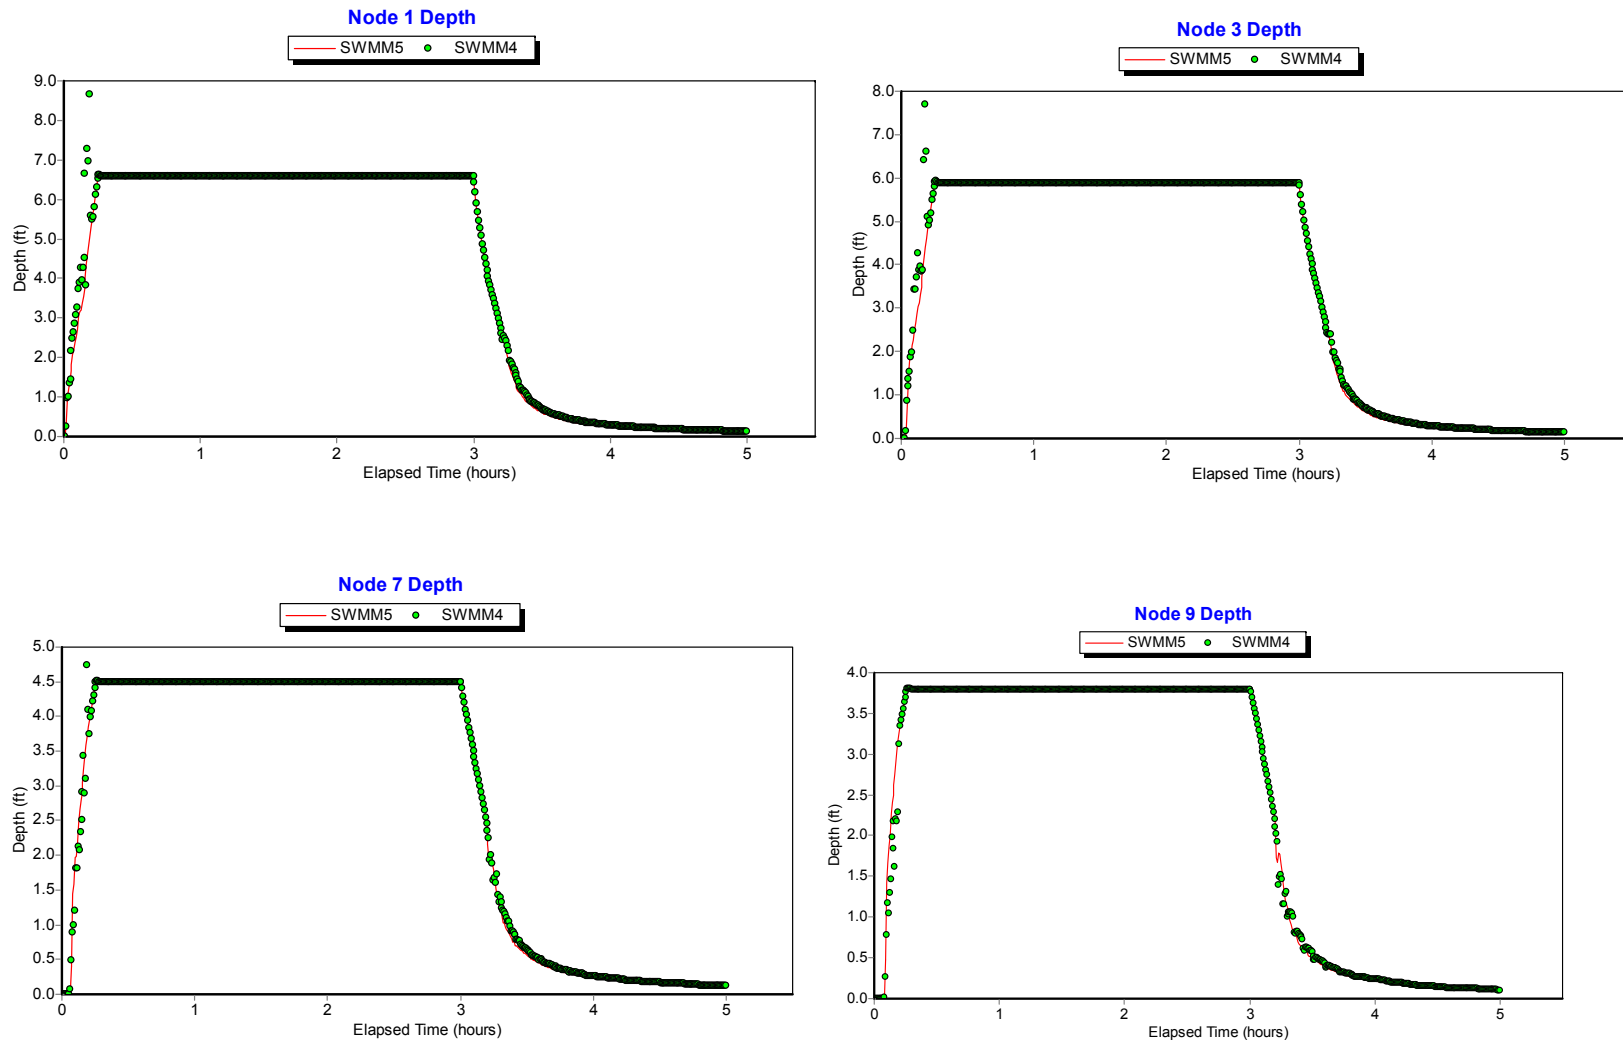 Node 1 Depth
SWMM5 SWMM4
9.0
8.0
7.0
6.0
5.0
4.0
3.0
2.0
1.0
0.0
Depth (ft)
0 1 2 3 4 5
Elapsed Time (hours)
Node 3 Depth
SWMM5 SWMM4
8.0
7.0
6.0
5.0
4.0
3.0
2.0
1.0
0.0
Depth (ft)
0 1 2 3 4 5
Elapsed Time (hours)
Node 7 Depth
SWMM5 SWMM4
5.0
4.5
4.0
3.5
3.0
2.5
2.0
1.5
1.0
0.5
0.0
Depth (ft)
0 1 2 3 4 5
Elapsed Time (hours)
Node 9 Depth
SWMM5 SWMM4
4.0
3.5
3.0
2.5
2.0
1.5
1.0
0.5
0.0
Depth (ft)
0 1 2 3 4 5
Elapsed Time (hours)